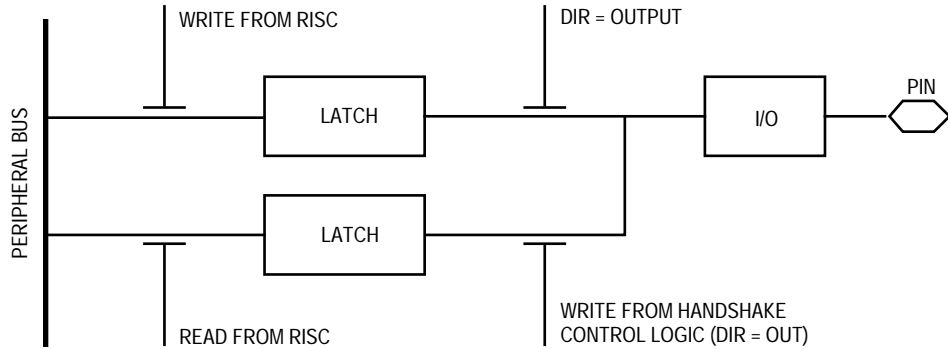 WRITE FROM RISC
DIR = OUTPUT
PERIPHERAL BUS
LATCH
I/O
PIN
LATCH
READ FROM RISC
WRITE FROM HANDSHAKE
CONTROL LOGIC (DIR = OUT)